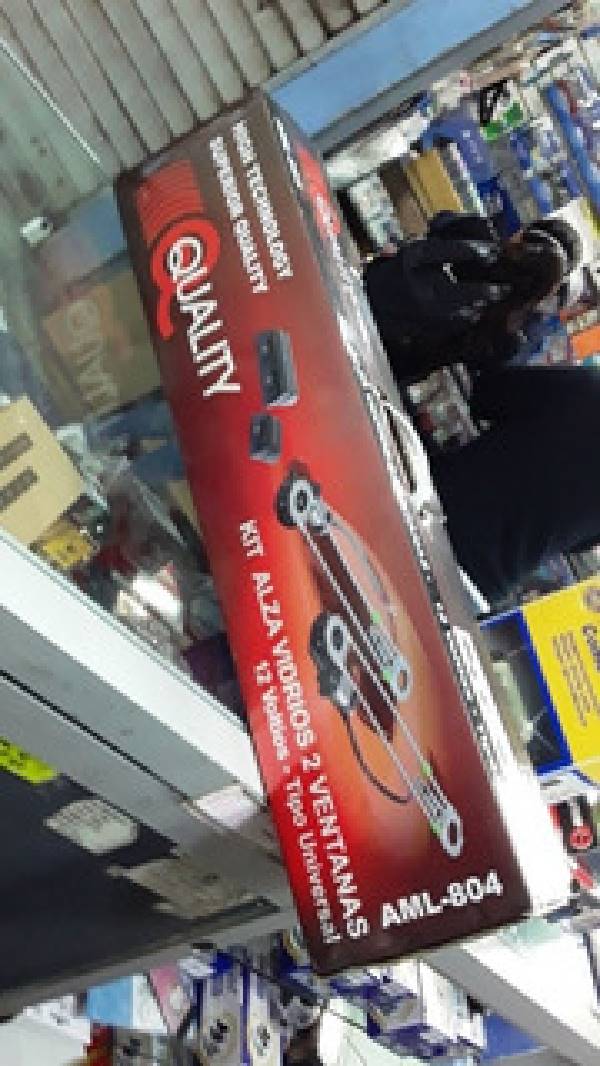 HIGH TECHNOLOGY
SUPERIOR QUALITY
QUALITY
KIT ALZA VIDRIOS 2 VENTANAS
12 Voltios - Tipo Universal
AML-804